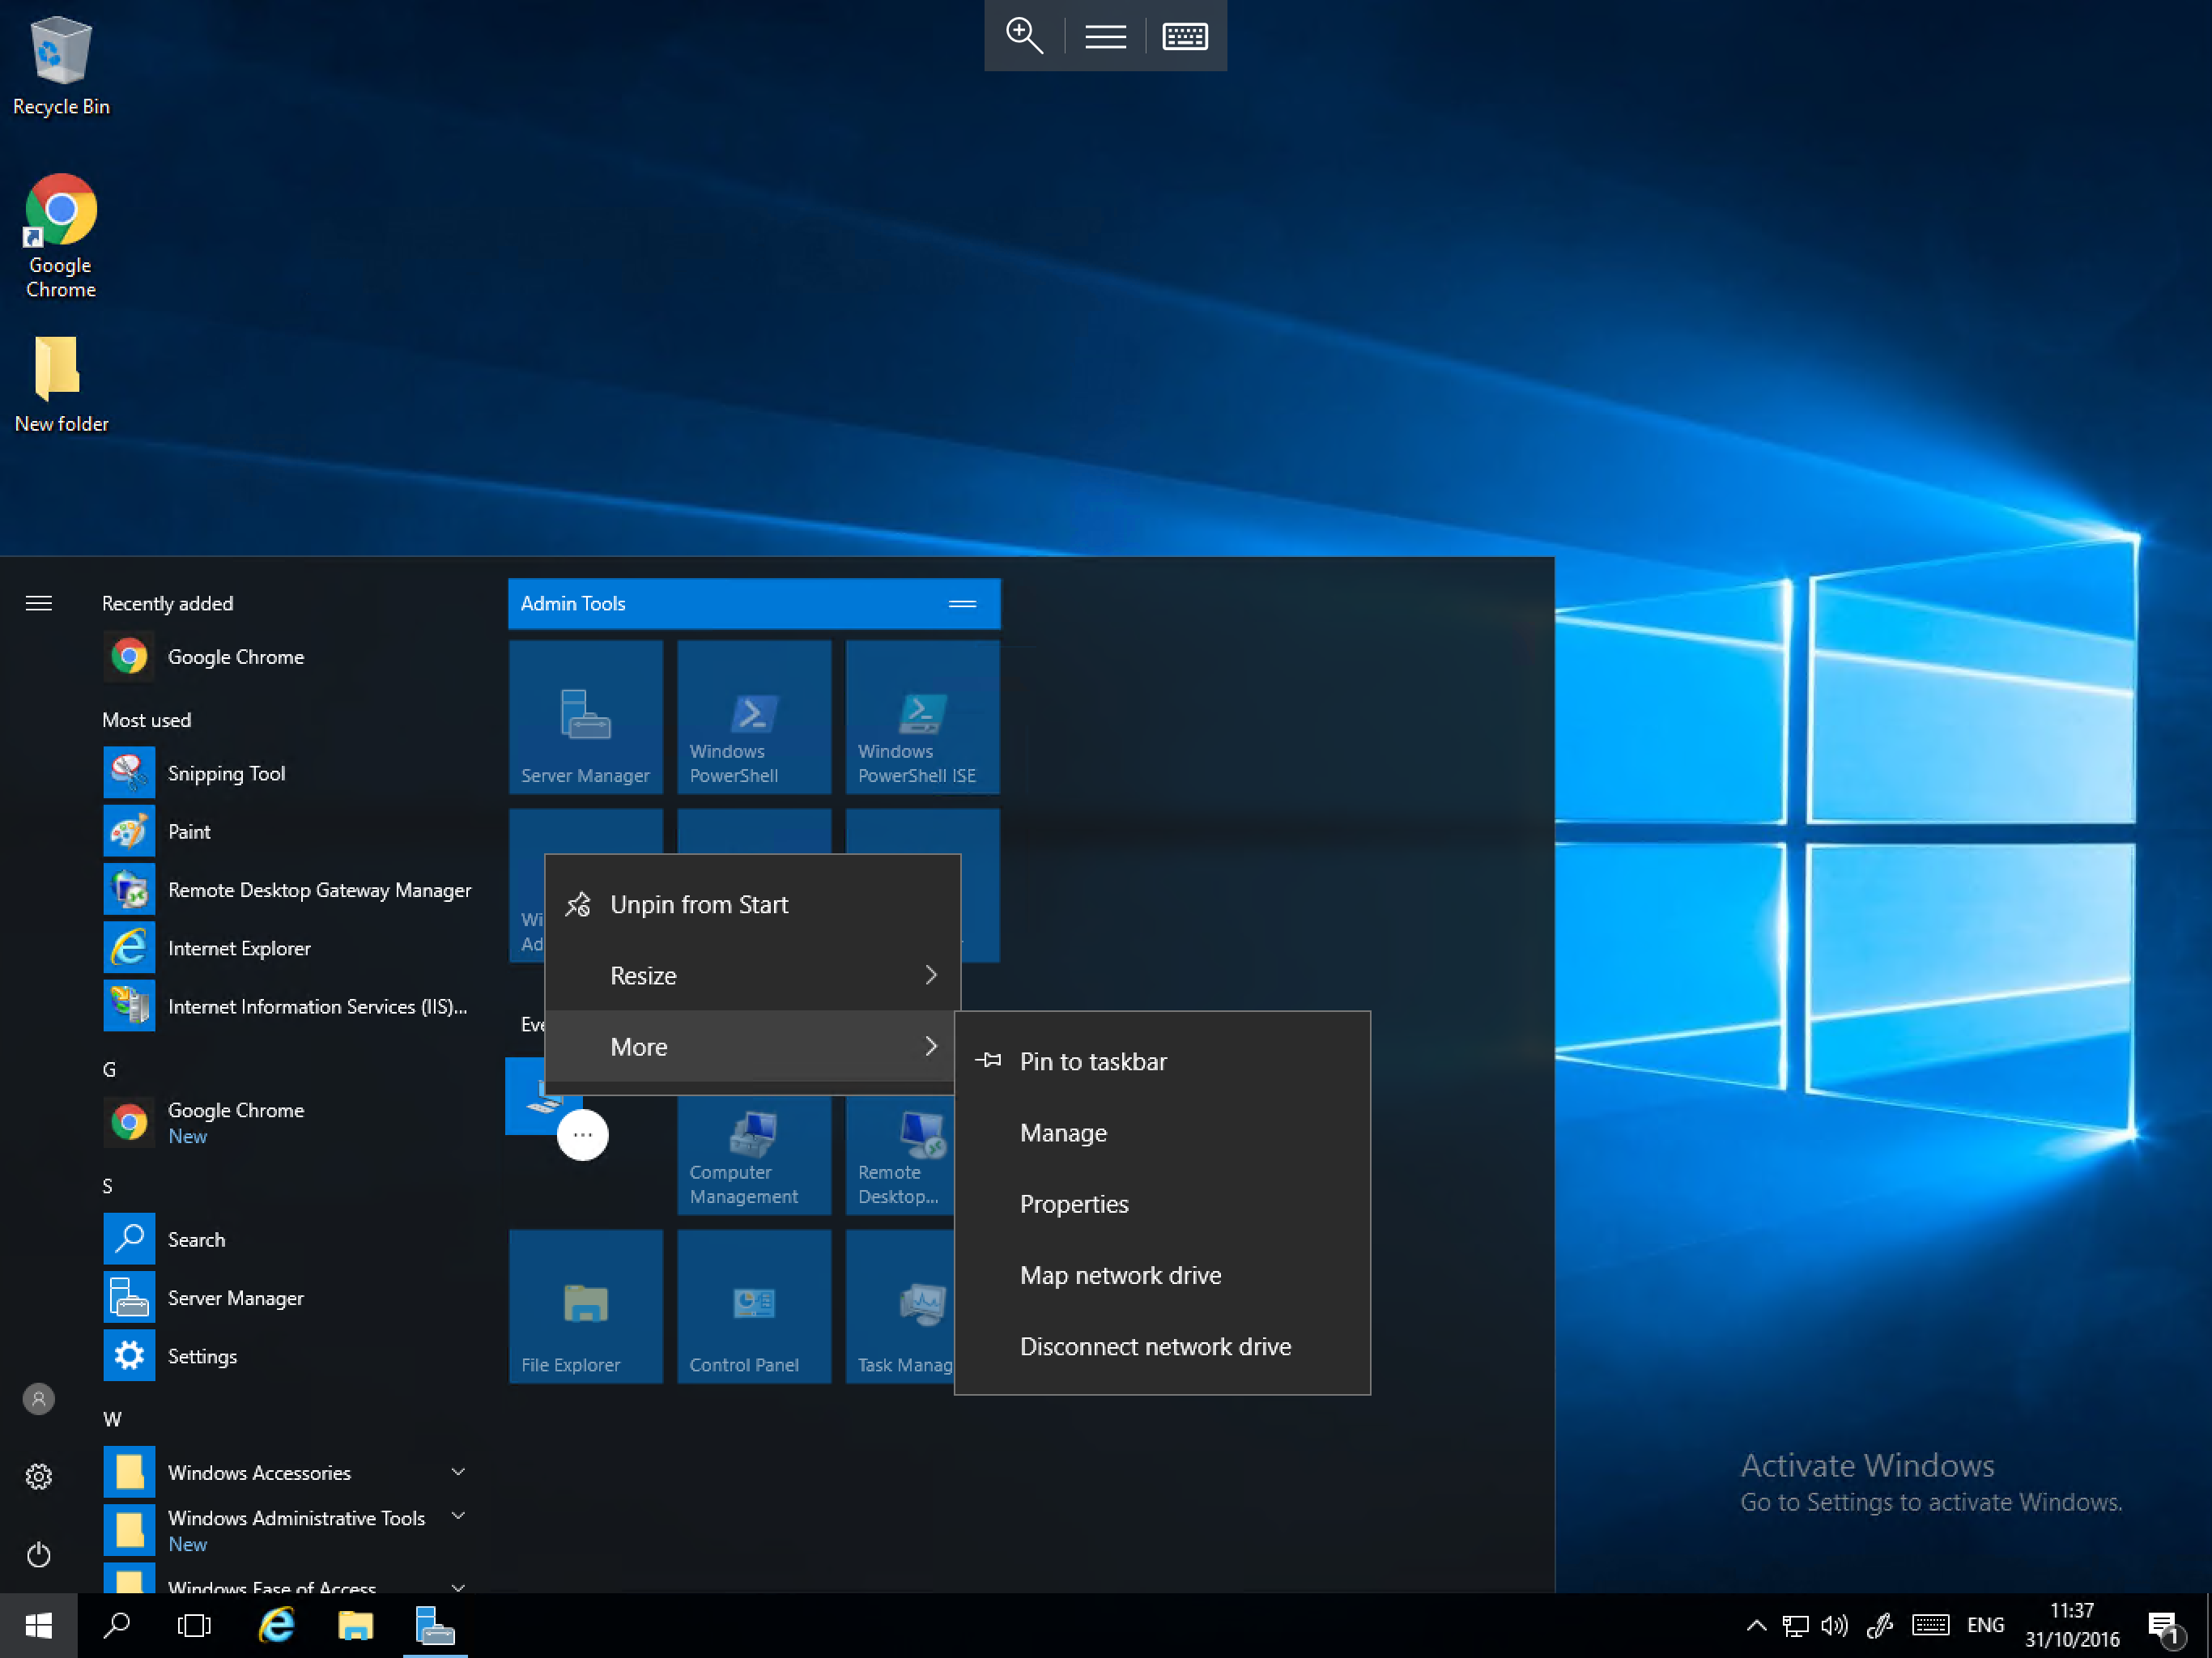 Recycle Bin
Google
Chrome
New folder
Recently added
Google Chrome
Most used
Snipping Tool
Paint
Remote Desktop Gateway Manager
Internet Explorer
Internet Information Services (IIS)...
G
Google Chrome
New
S
Search
Server Manager
Settings
W
Windows Accessories
Windows Administrative Tools
New
Windows Ease of Access
Admin Tools
Server Manager
Windows
PowerShell
Windows
PowerShell ISE
Wi
Ad
Eve
Computer
Management
Remote
Desktop...
File Explorer
Control Panel
Task Manag
Unpin from Start
Resize
More
Pin to taskbar
Manage
Properties
Map network drive
Disconnect network drive
Activate Windows
Go to Settings to activate Windows.
ENG
11:37
31/10/2016
1